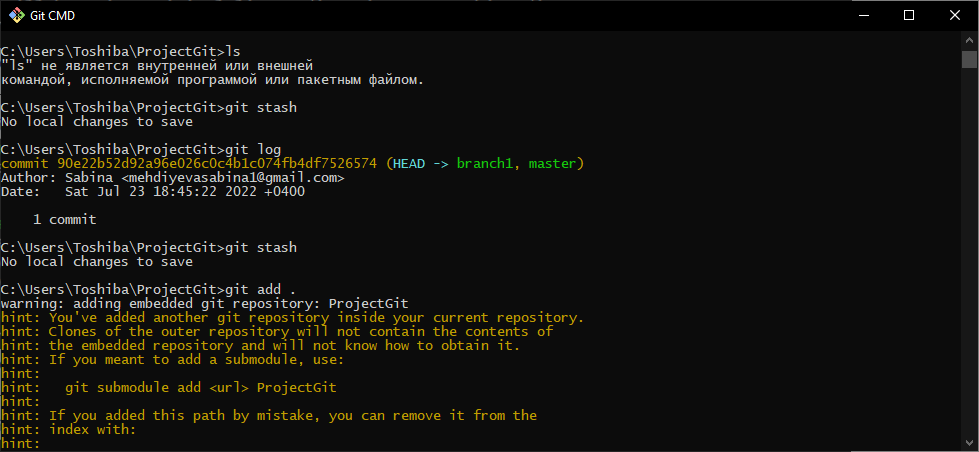 Git CMD
C:\Users\Toshiba\ProjectGit>ls
"ls" не является внутренней или внешней
командой, исполняемой программой или пакетным файлом.
C:\Users\Toshiba\ProjectGit>git stash
No local changes to save
C:\Users\Toshiba\ProjectGit>git log
commit 90e22b52d92a96e026c0c4b1c074fb4df7526574 (HEAD -> branch1, master)
Author: Sabina <mehdiyevasabina1@gmail.com>
Date:   Sat Jul 23 18:45:22 2022 +0400
    1 commit
C:\Users\Toshiba\ProjectGit>git stash
No local changes to save
C:\Users\Toshiba\ProjectGit>git add .
warning: adding embedded git repository: ProjectGit
hint: You've added another git repository inside your current repository.
hint: Clones of the outer repository will not contain the contents of
hint: the embedded repository and will not know how to obtain it.
hint: If you meant to add a submodule, use:
hint:
hint:   git submodule add <url> ProjectGit
hint:
hint: If you added this path by mistake, you can remove it from the
hint: index with:
hint: